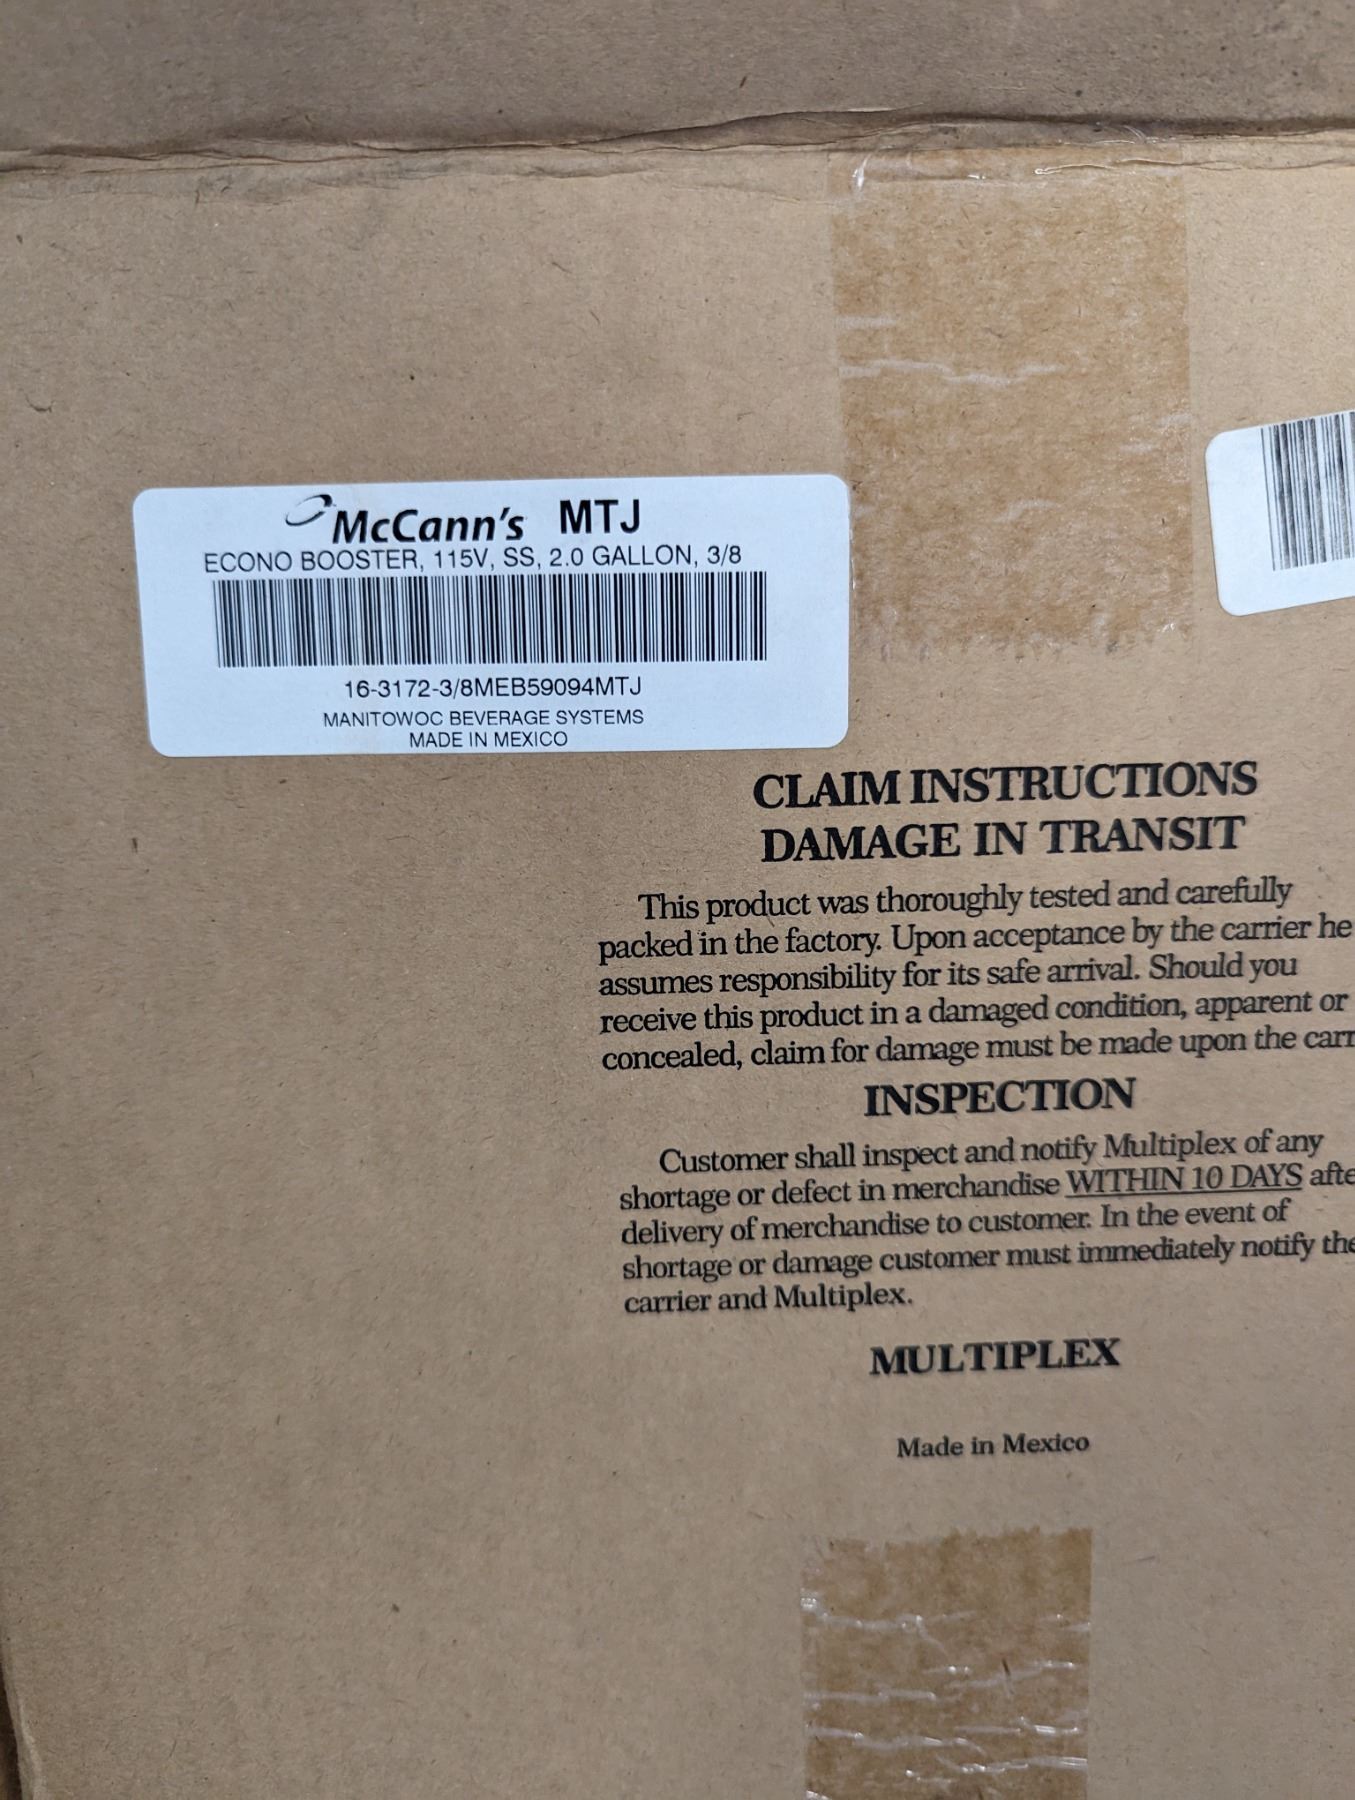 McCann's MTJ
ECONO BOOSTER, 115V, SS, 2.0 GALLON, 3/8
16-3172-3/8MEB59094MTJ
MANITOWOC BEVERAGE SYSTEMS
MADE IN MEXICO
CLAIM INSTRUCTIONS
DAMAGE IN TRANSIT
This product was thoroughly tested and carefully
packed in the factory. Upon acceptance by the carrier he
assumes responsibility for its safe arrival. Should you
receive this product in a damaged condition, apparent or
concealed, claim for damage must be made upon the carr
INSPECTION
Customer shall inspect and notify Multiplex of any
shortage or defect in merchandise WITHIN 10 DAYS afte
delivery of merchandise to customer. In the event of
shortage or damage customer must immediately notify the
carrier and Multiplex.
MULTIPLEX
Made in Mexico